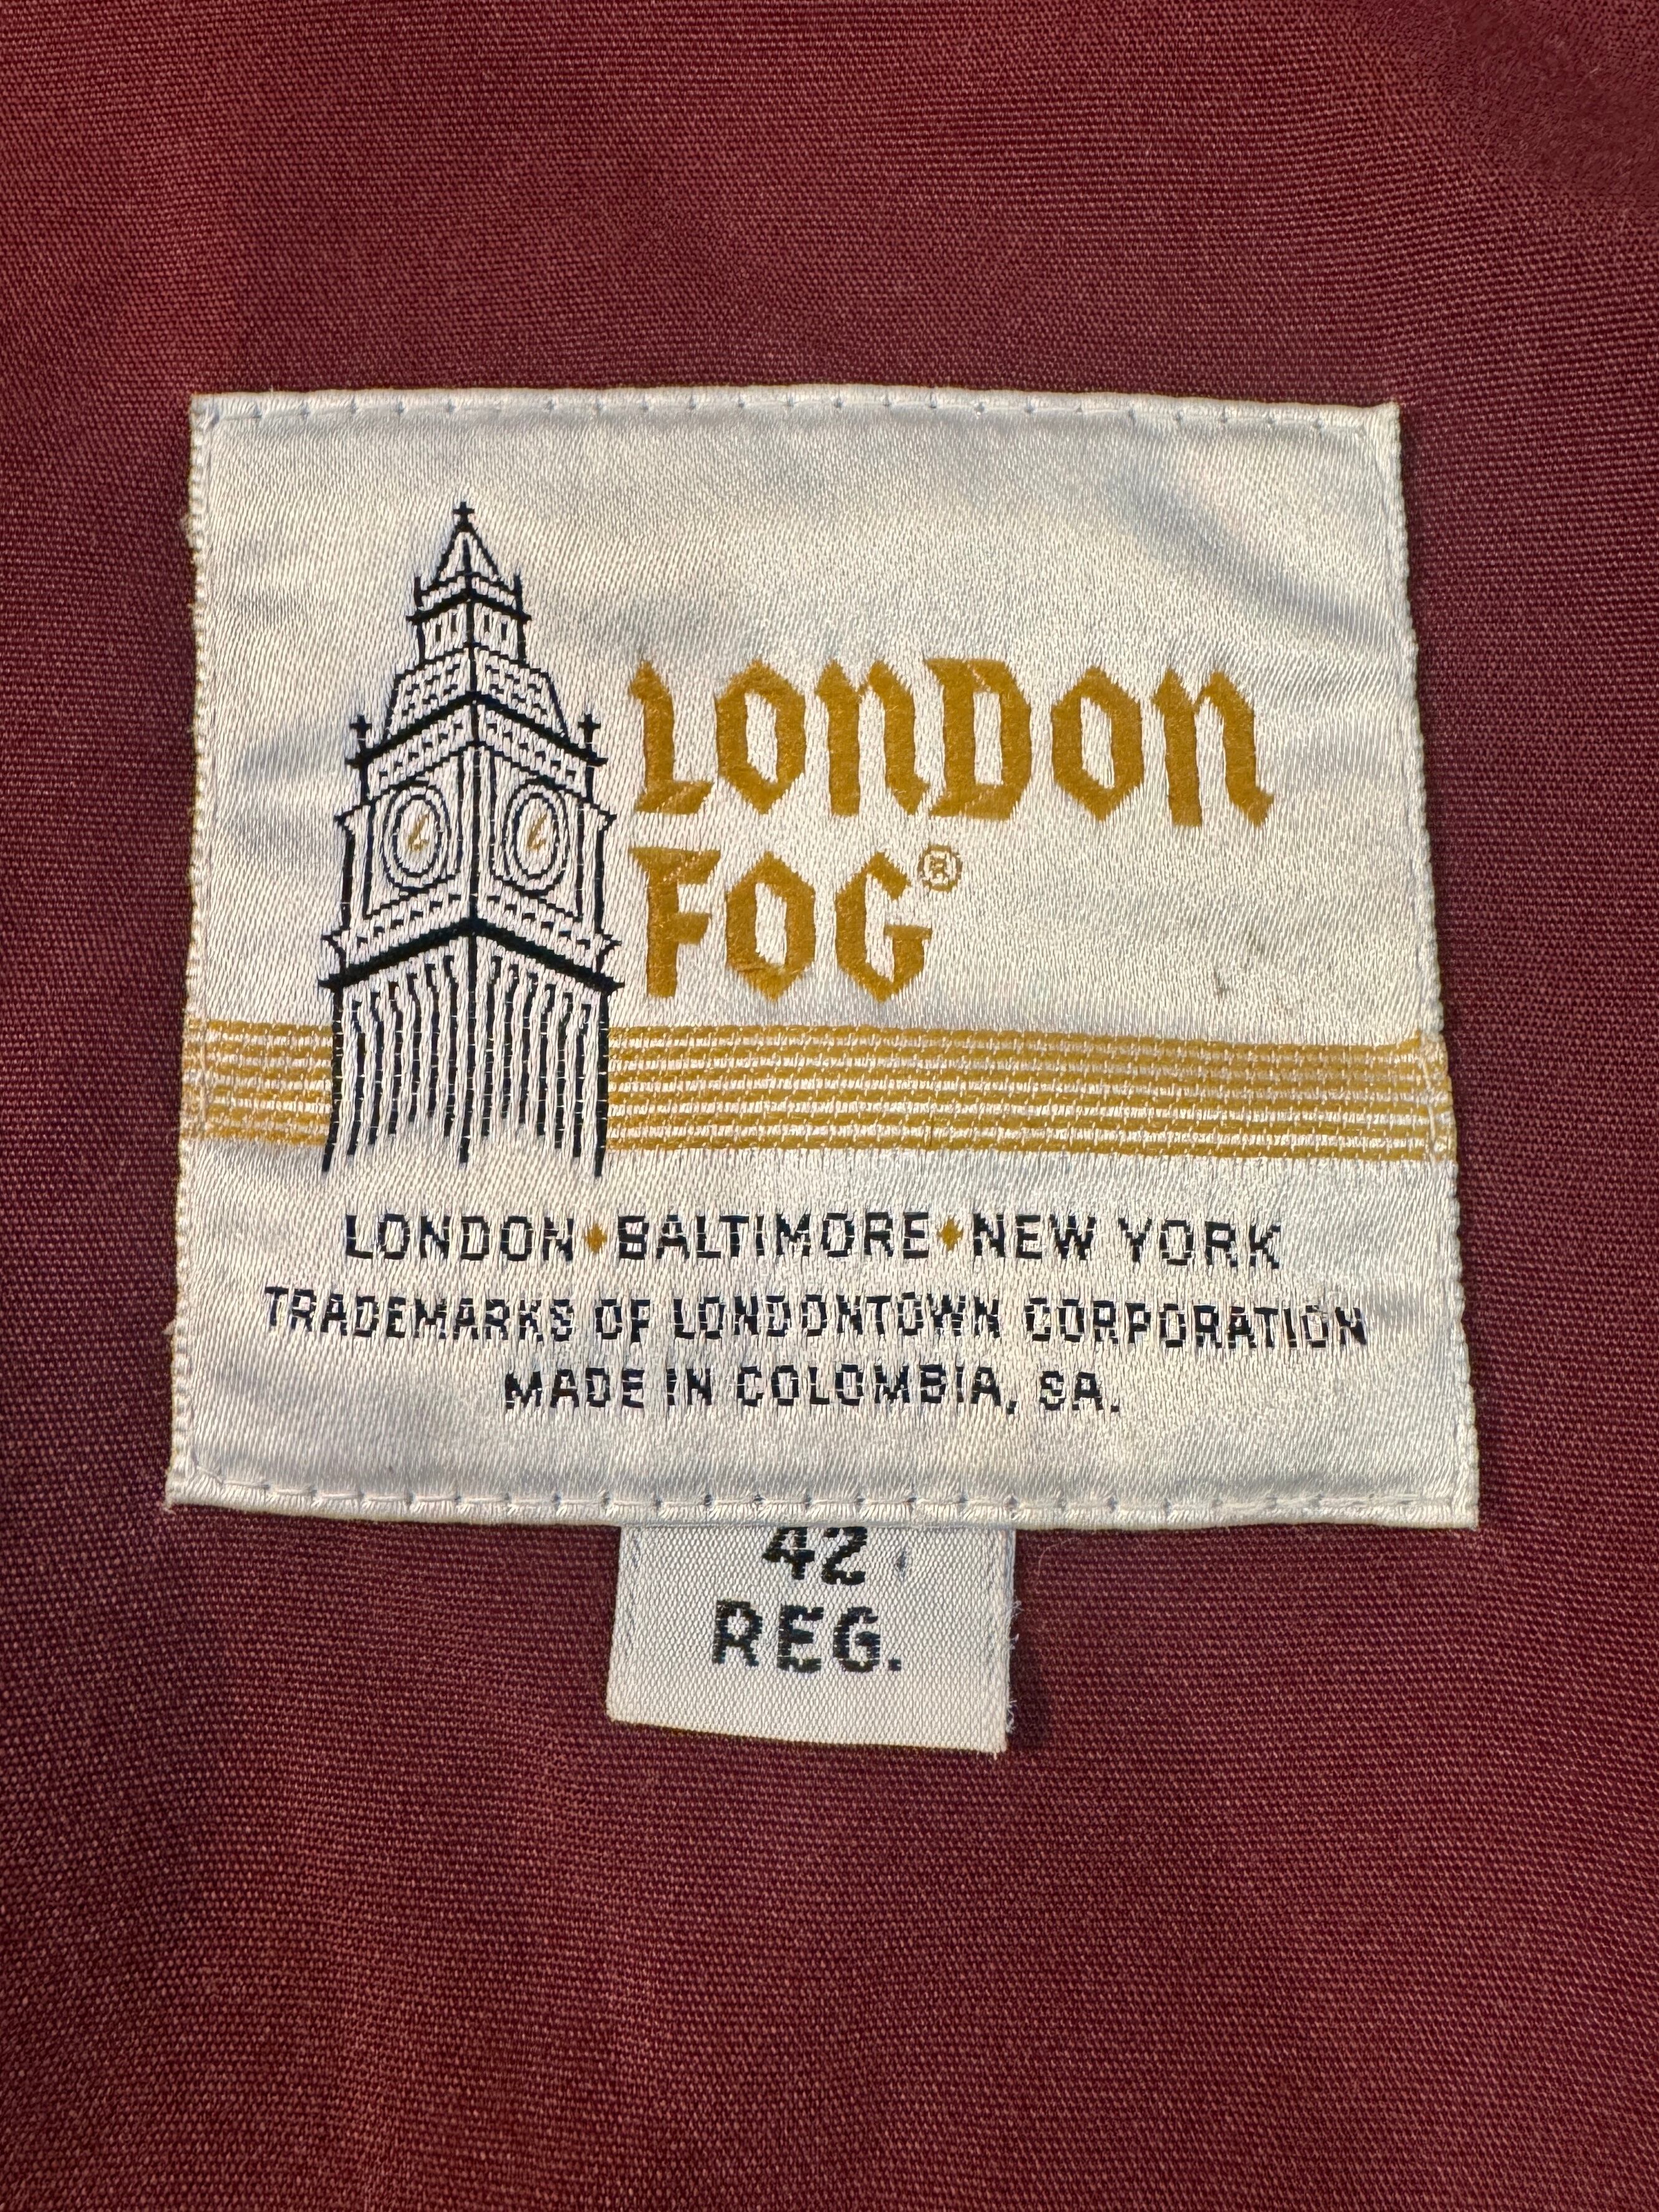 LONDON
FOG®
LONDON♦BALTIMORE♦NEW YORK
TRADEMARKS OF LONDONTOWN CORPORATION
MADE IN COLOMBIA, SA.
42
REG.